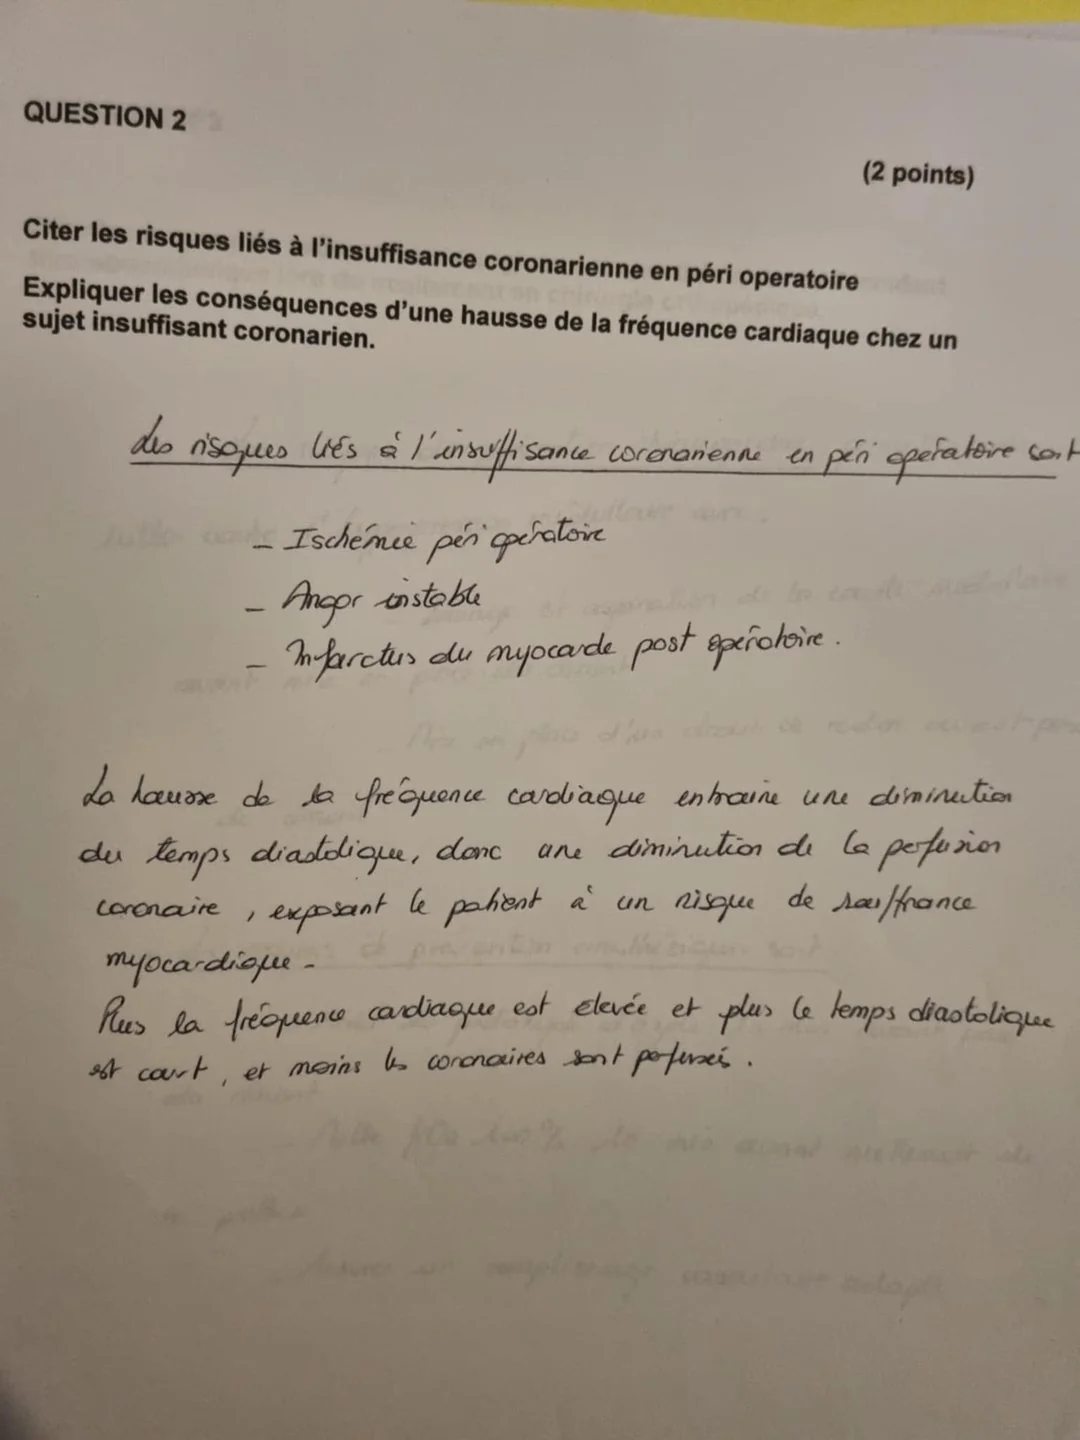 QUESTION 2
(2 points)
Citer les risques liés à l'insuffisance coronarienne en péri operatoire
Expliquer les conséquences d'une hausse de la fréquence cardiaque chez un
sujet insuffisant coronarien.
Les risques liés à l'insuffisance coronarienne en péri opératoire sont
- Ischémie péri opératoire
- Angor instable
- Infarctus du myocarde post opératoire.
La hausse de la fréquence cardiaque entraine une diminution
du temps diastolique, donc une diminution de la perfusion
coronaire, exposant le patient à un risque de souffrance
myocardique.
Plus la fréquence cardiaque est élevée et plus le temps diastolique
est court, et moins les coronaires sont perfusés.